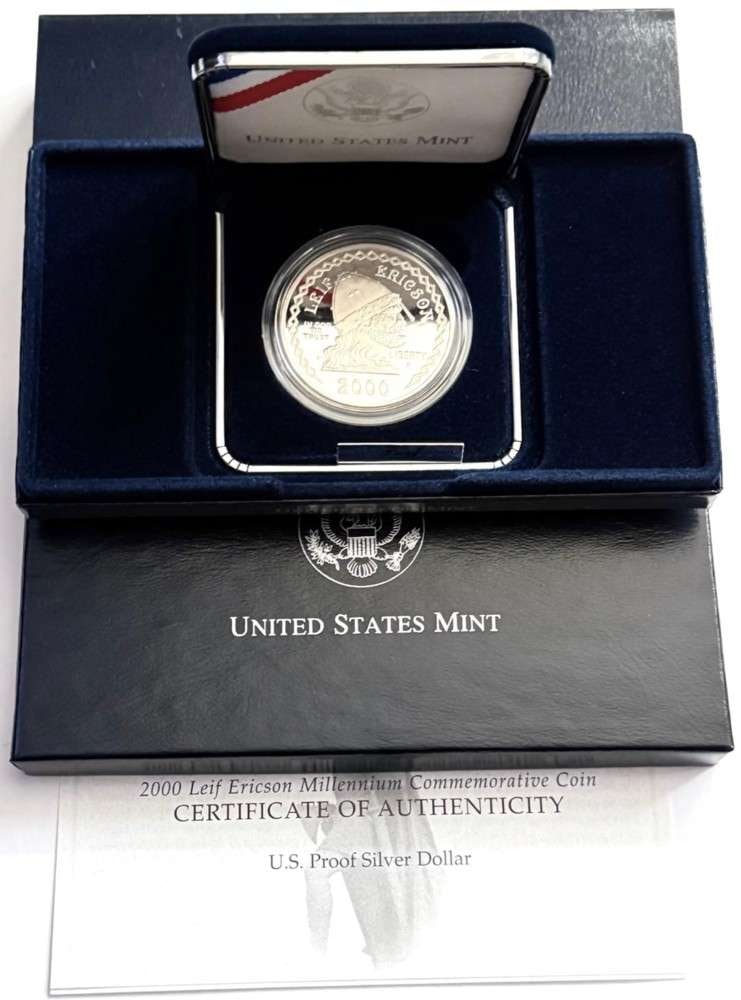 UNITED STATES MINT
LEIF ERICSON
IN GOD
WE
TRUST
LIBERTY
2000
UNITED STATES MINT
2000 Leif Ericson Millennium Commemorative Coin
CERTIFICATE OF AUTHENTICITY
U.S. Proof Silver Dollar